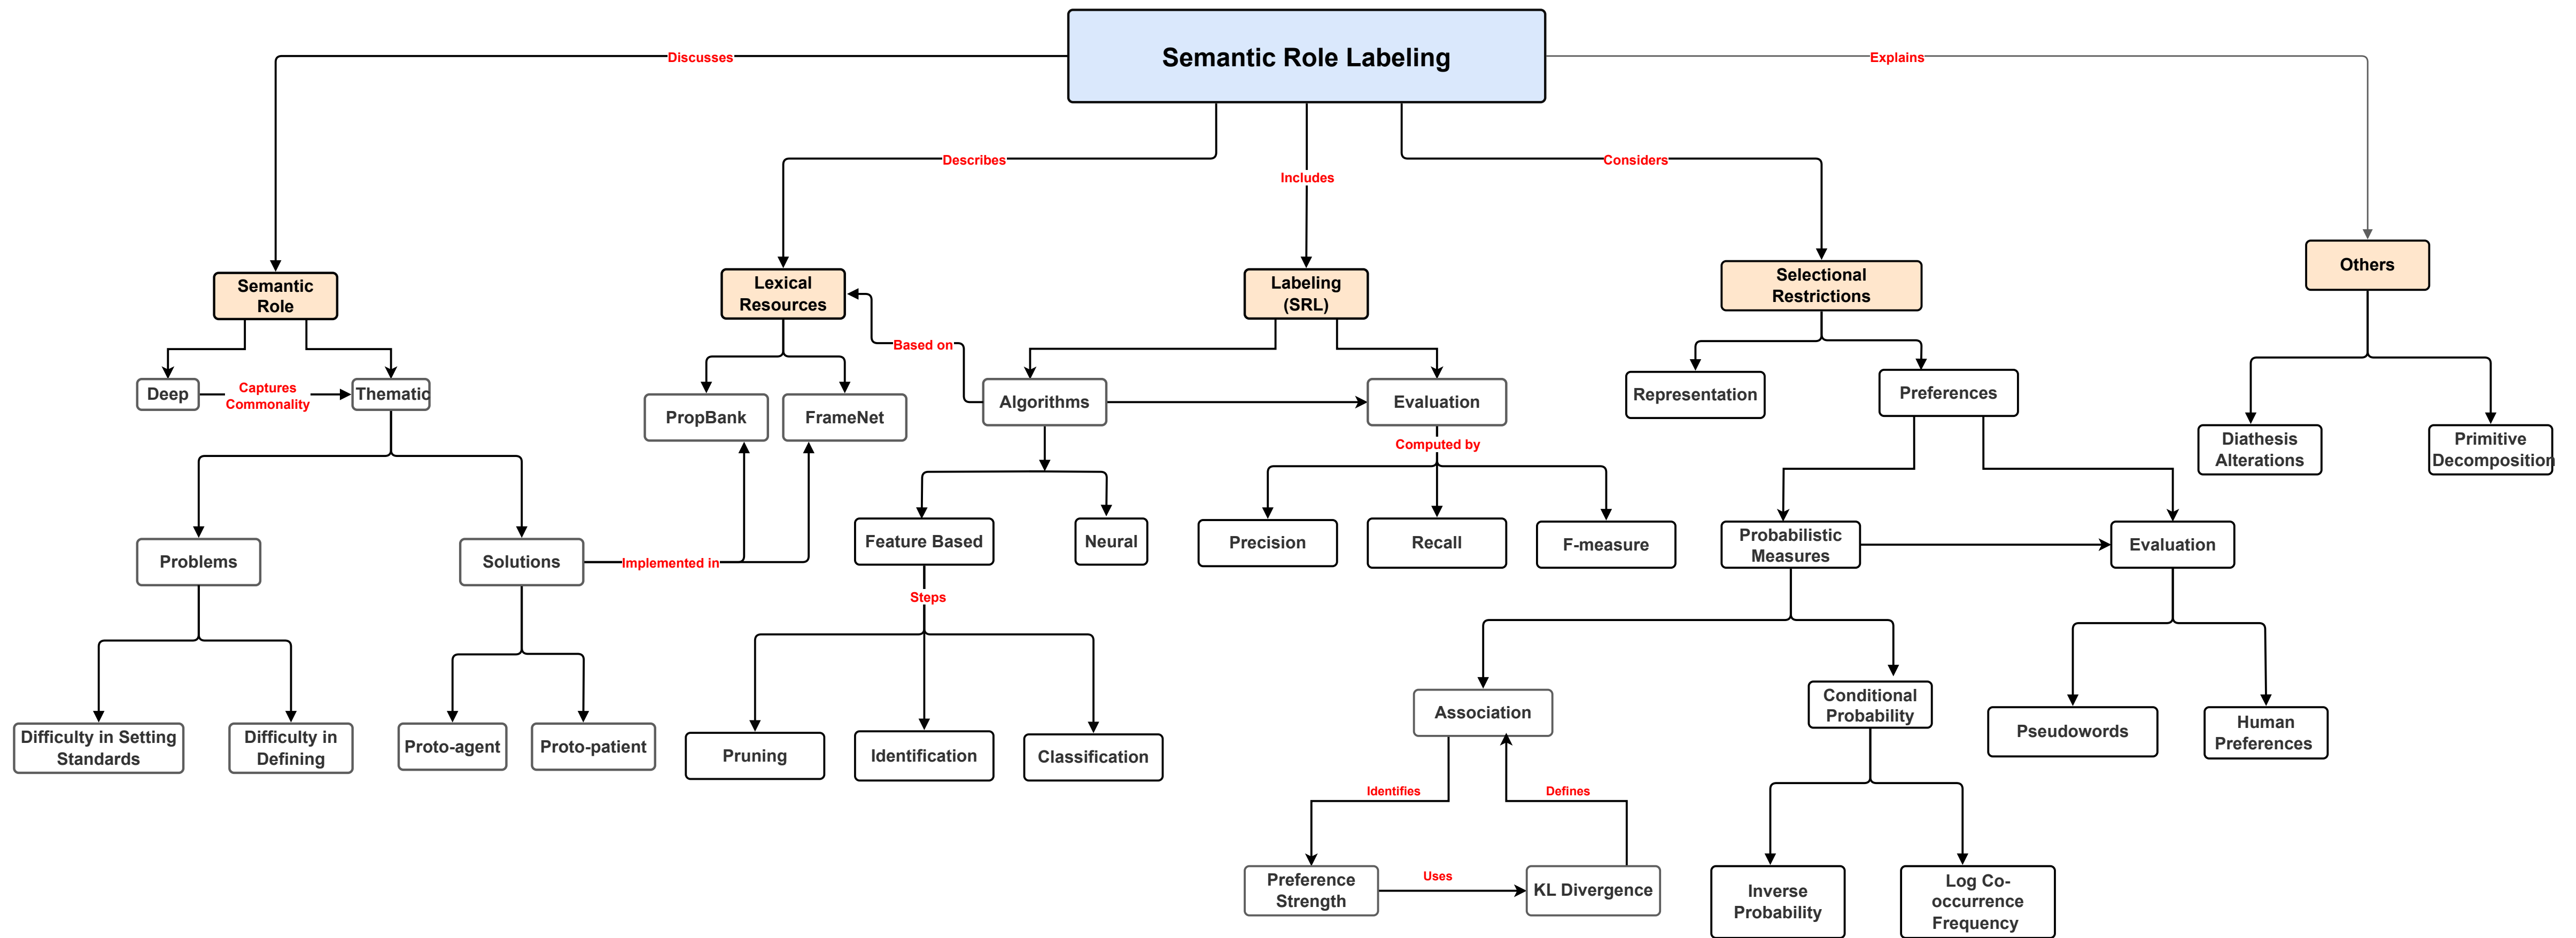 Semantic Role Labeling
Discusses
Explains
Describes
Considers
Includes
Semantic
Role
Lexical
Resources
Labeling
(SRL)
Selectional
Restrictions
Others
Based on
Deep
Captures
Commonality
Thematic
PropBank
FrameNet
Algorithms
Evaluation
Representation
Preferences
Computed by
Diathesis
Alterations
Primitive
Decomposition
Problems
Solutions
Implemented in
Feature Based
Neural
Precision
Recall
F-measure
Probabilistic
Measures
Evaluation
Steps
Difficulty in Setting
Standards
Difficulty in
Defining
Proto-agent
Proto-patient
Pruning
Identification
Classification
Association
Conditional
Probability
Pseudowords
Human
Preferences
Identifies
Defines
Preference
Strength
Uses
KL Divergence
Inverse
Probability
Log Co-
occurrence
Frequency